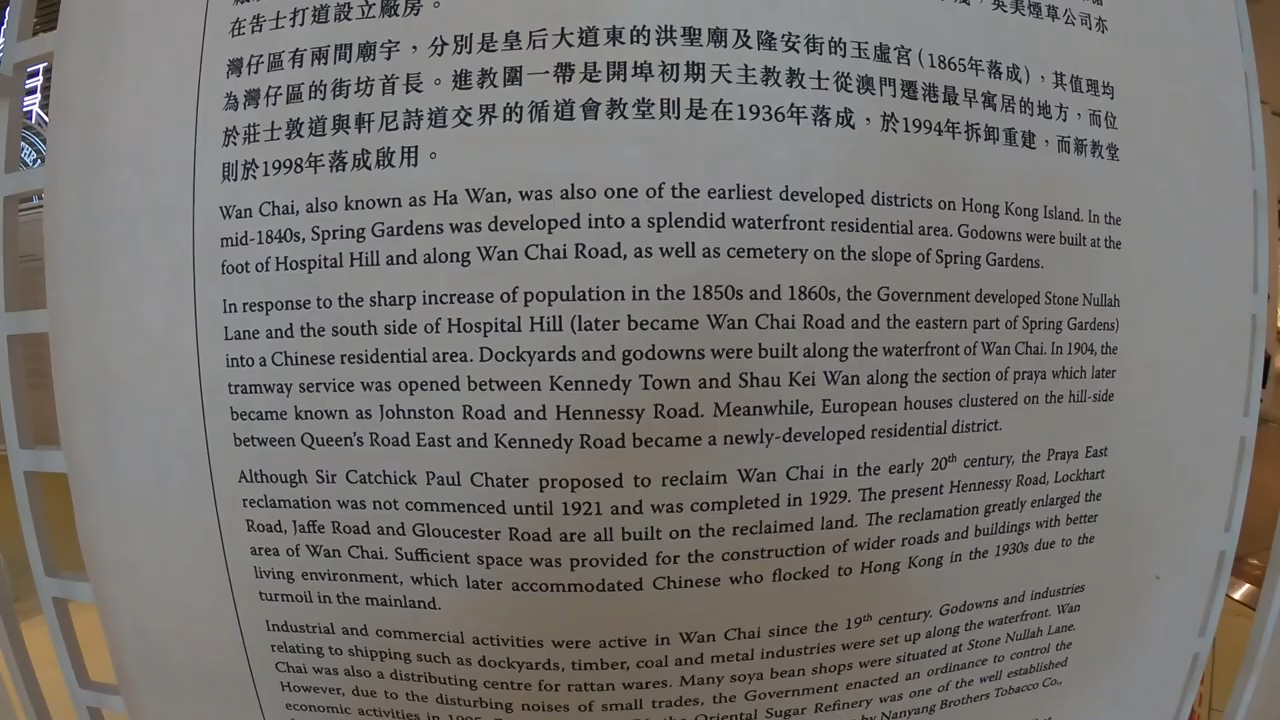 英美煙草公司亦
在告士打道設立廠房。
灣仔區有兩間廟宇，分別是皇后大道東的洪聖廟及隆安街的玉虛宮（1865年落成），其值理均
為灣仔區的街坊首長。進教圍一帶是開埠初期天主教教士從澳門遷港最早寓居的地方，而位
於莊士敦道與軒尼詩道交界的循道會教堂則是在1936年落成，於1994年拆卸重建，而新教堂
則於1998年落成啟用。
Wan Chai, also known as Ha Wan, was also one of the earliest developed districts on Hong Kong Island. In the
mid-1840s, Spring Gardens was developed into a splendid waterfront residential area. Godowns were built at the
foot of Hospital Hill and along Wan Chai Road, as well as cemetery on the slope of Spring Gardens.
In response to the sharp increase of population in the 1850s and 1860s, the Government developed Stone Nullah
Lane and the south side of Hospital Hill (later became Wan Chai Road and the eastern part of Spring Gardens)
into a Chinese residential area. Dockyards and godowns were built along the waterfront of Wan Chai. In 1904, the
tramway service was opened between Kennedy Town and Shau Kei Wan along the section of praya which later
became known as Johnston Road and Hennessy Road. Meanwhile, European houses clustered on the hill-side
between Queen's Road East and Kennedy Road became a newly-developed residential district.
Although Sir Catchick Paul Chater proposed to reclaim Wan Chai in the early 20th century, the Praya East
reclamation was not commenced until 1921 and was completed in 1929. The present Hennessy Road, Lockhart
Road, Jaffe Road and Gloucester Road are all built on the reclaimed land. The reclamation greatly enlarged the
area of Wan Chai. Sufficient space was provided for the construction of wider roads and buildings with better
living environment, which later accommodated Chinese who flocked to Hong Kong in the 1930s due to the
turmoil in the mainland.
Industrial and commercial activities were active in Wan Chai since the 19th century. Godowns and industries
relating to shipping such as dockyards, timber, coal and metal industries were set up along the waterfront. Wan
Chai was also a distributing centre for rattan wares. Many soya bean shops were situated at Stone Nullah Lane.
However, due to the disturbing noises of small trades, the Government enacted an ordinance to control the
economic activities in Oriental Sugar Refinery was one of the well established
by Nanyang Brothers Tobacco Co.,